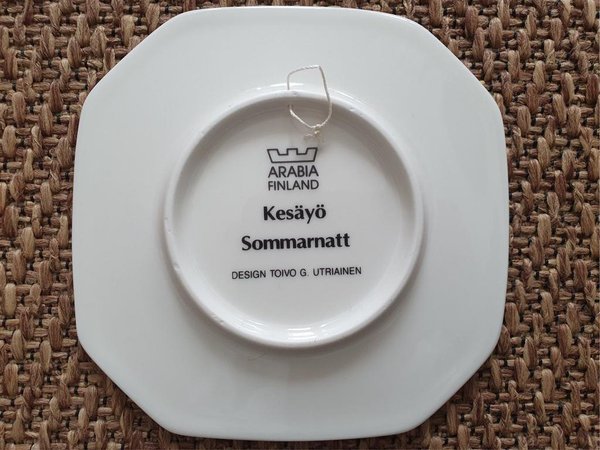 ARABIA
FINLAND
Kesäyö
Sommarnatt
DESIGN TOIVO G. UTRIAINEN